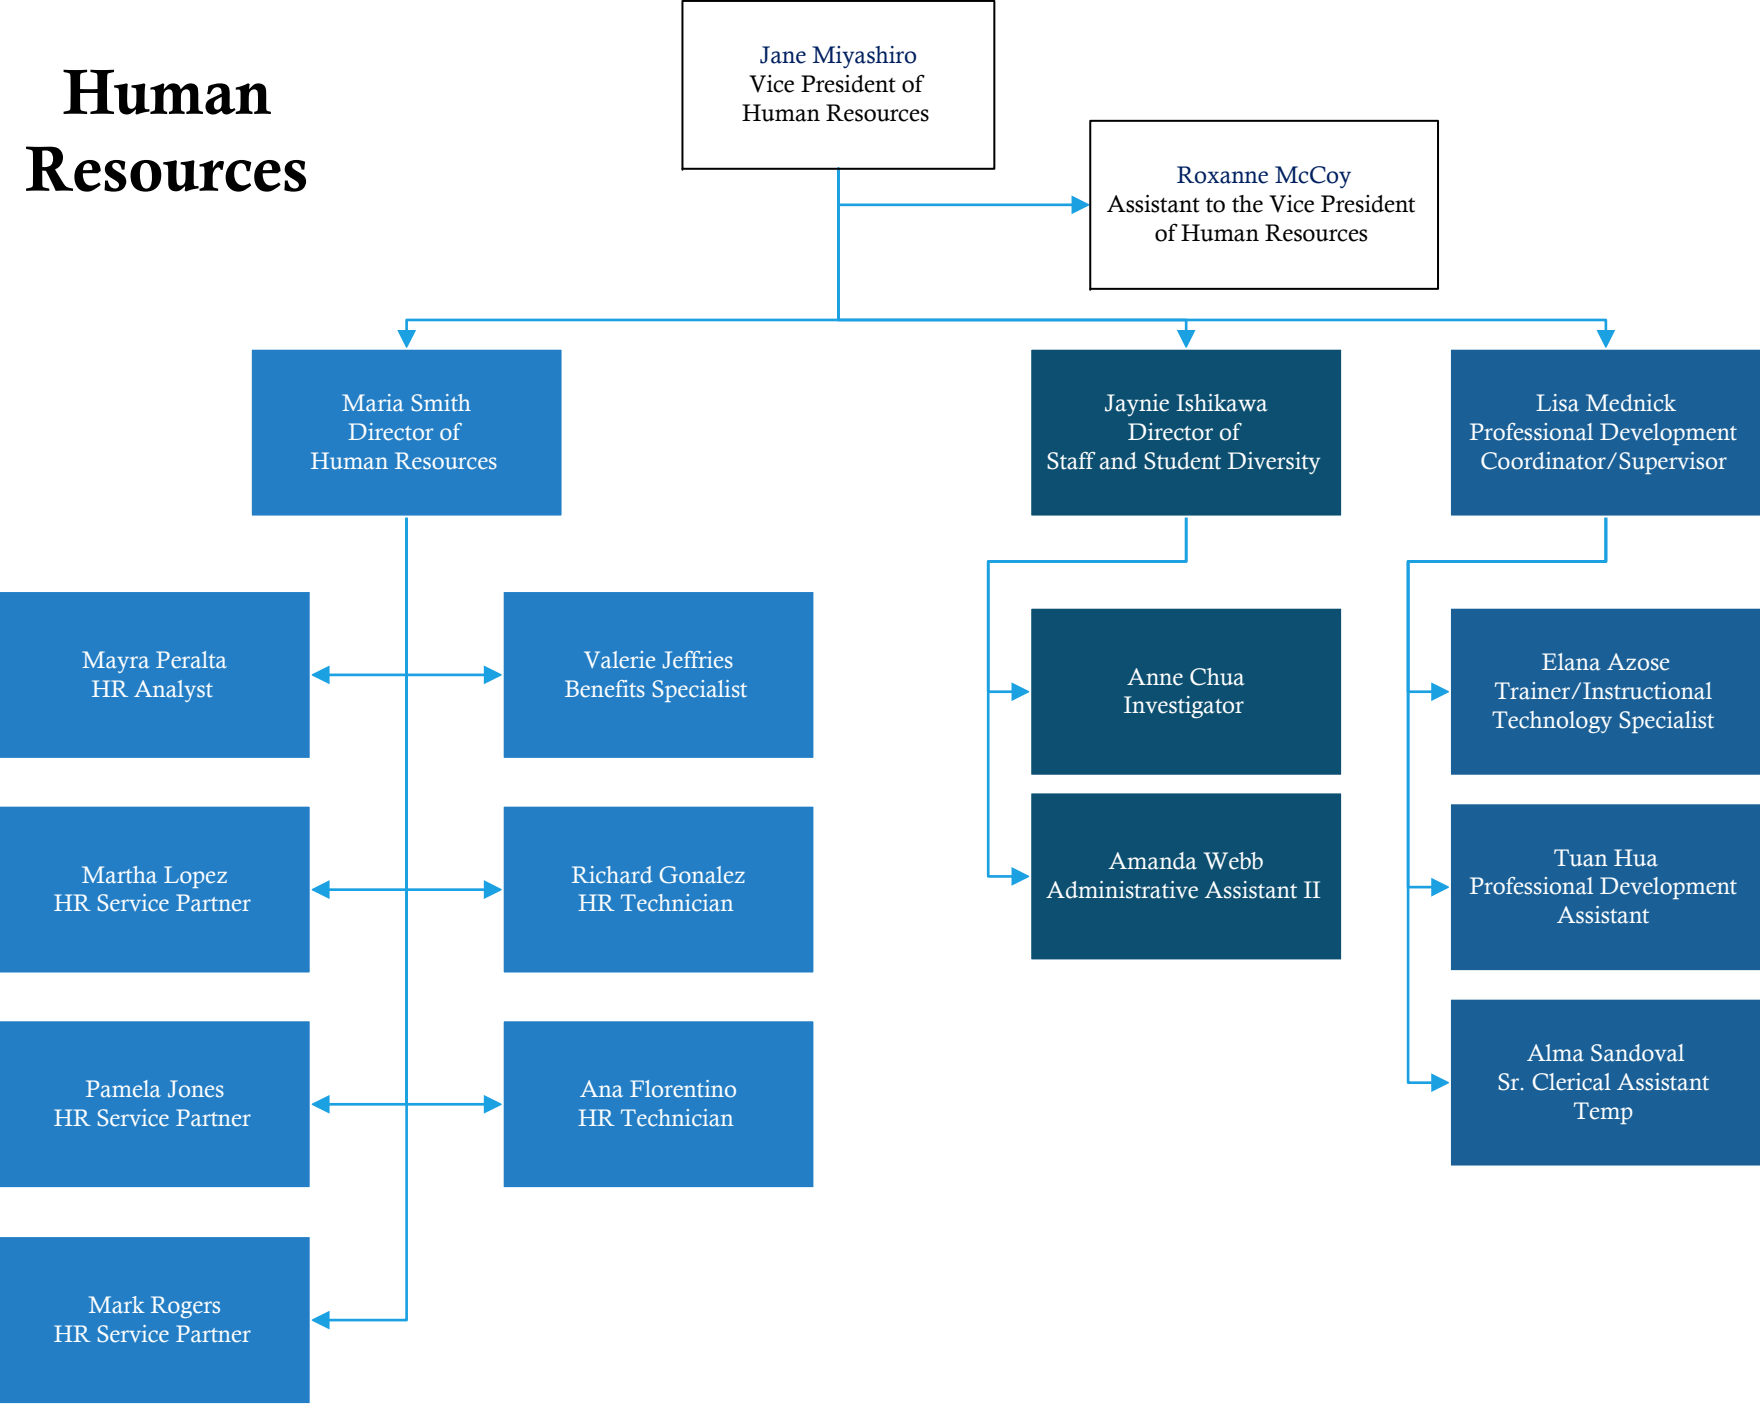 Human
Resources
Jane Miyashiro
Vice President of
Human Resources
Roxanne McCoy
Assistant to the Vice President
of Human Resources
Maria Smith
Director of
Human Resources
Jaynie Ishikawa
Director of
Staff and Student Diversity
Lisa Mednick
Professional Development
Coordinator/Supervisor
Mayra Peralta
HR Analyst
Valerie Jeffries
Benefits Specialist
Anne Chua
Investigator
Elana Azose
Trainer/Instructional
Technology Specialist
Martha Lopez
HR Service Partner
Richard Gonalez
HR Technician
Amanda Webb
Administrative Assistant II
Tuan Hua
Professional Development
Assistant
Pamela Jones
HR Service Partner
Ana Florentino
HR Technician
Alma Sandoval
Sr. Clerical Assistant
Temp
Mark Rogers
HR Service Partner